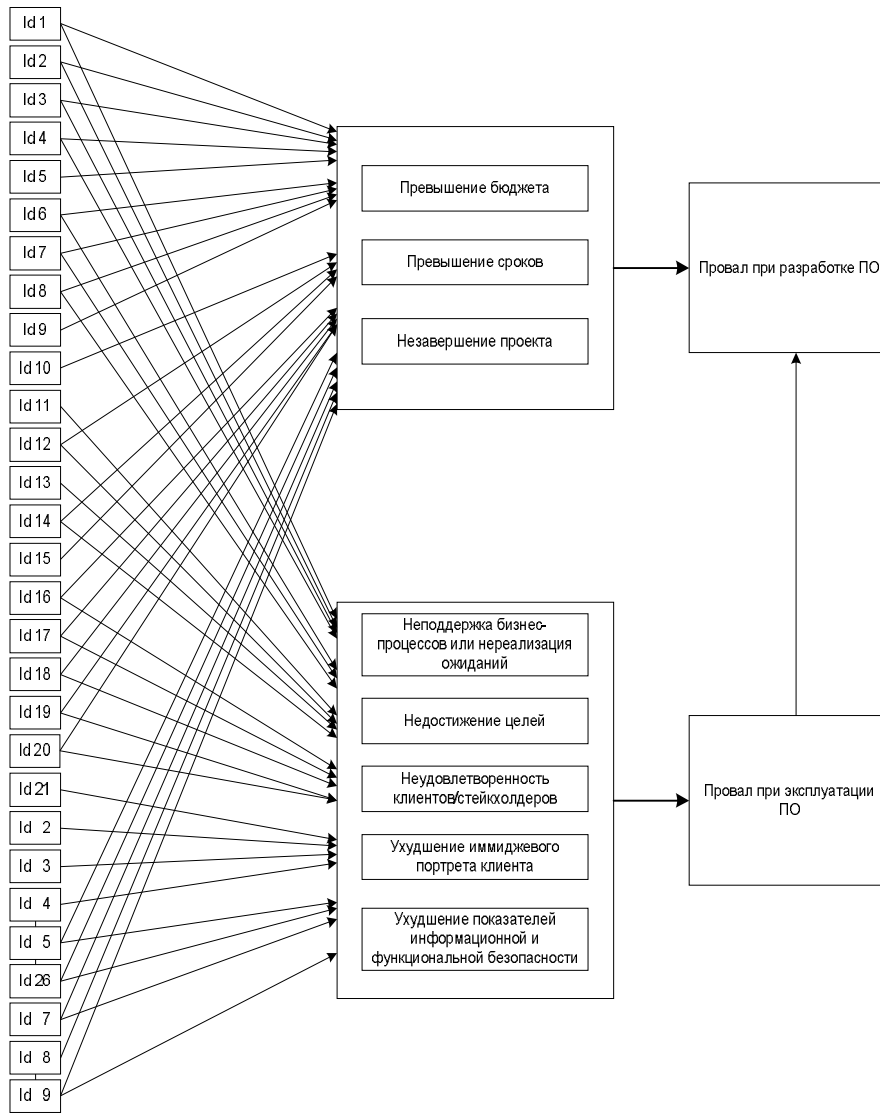 Id 1
Id 2
Id 3
Id 4
Id 5
Id 6
Id 7
Id 8
Id 9
Id 10
Id 11
Id 12
Id 13
Id 14
Id 15
Id 16
Id 17
Id 18
Id 19
Id 20
Id 21
Id 2
Id 3
Id 4
Id 5
Id 26
Id 7
Id 8
Id 9
Превышение бюджета
Превышение сроков
Незавершение проекта
Неподдержка бизнес-
процессов или нереализация
ожиданий
Недостижение целей
Неудовлетворенность
клиентов/стейкхолдеров
Ухудшение иммиджевого
портрета клиента
Ухудшение показателей
информационной и
функциональной безопасности
Провал при разработке ПО
Провал при эксплуатации
ПО